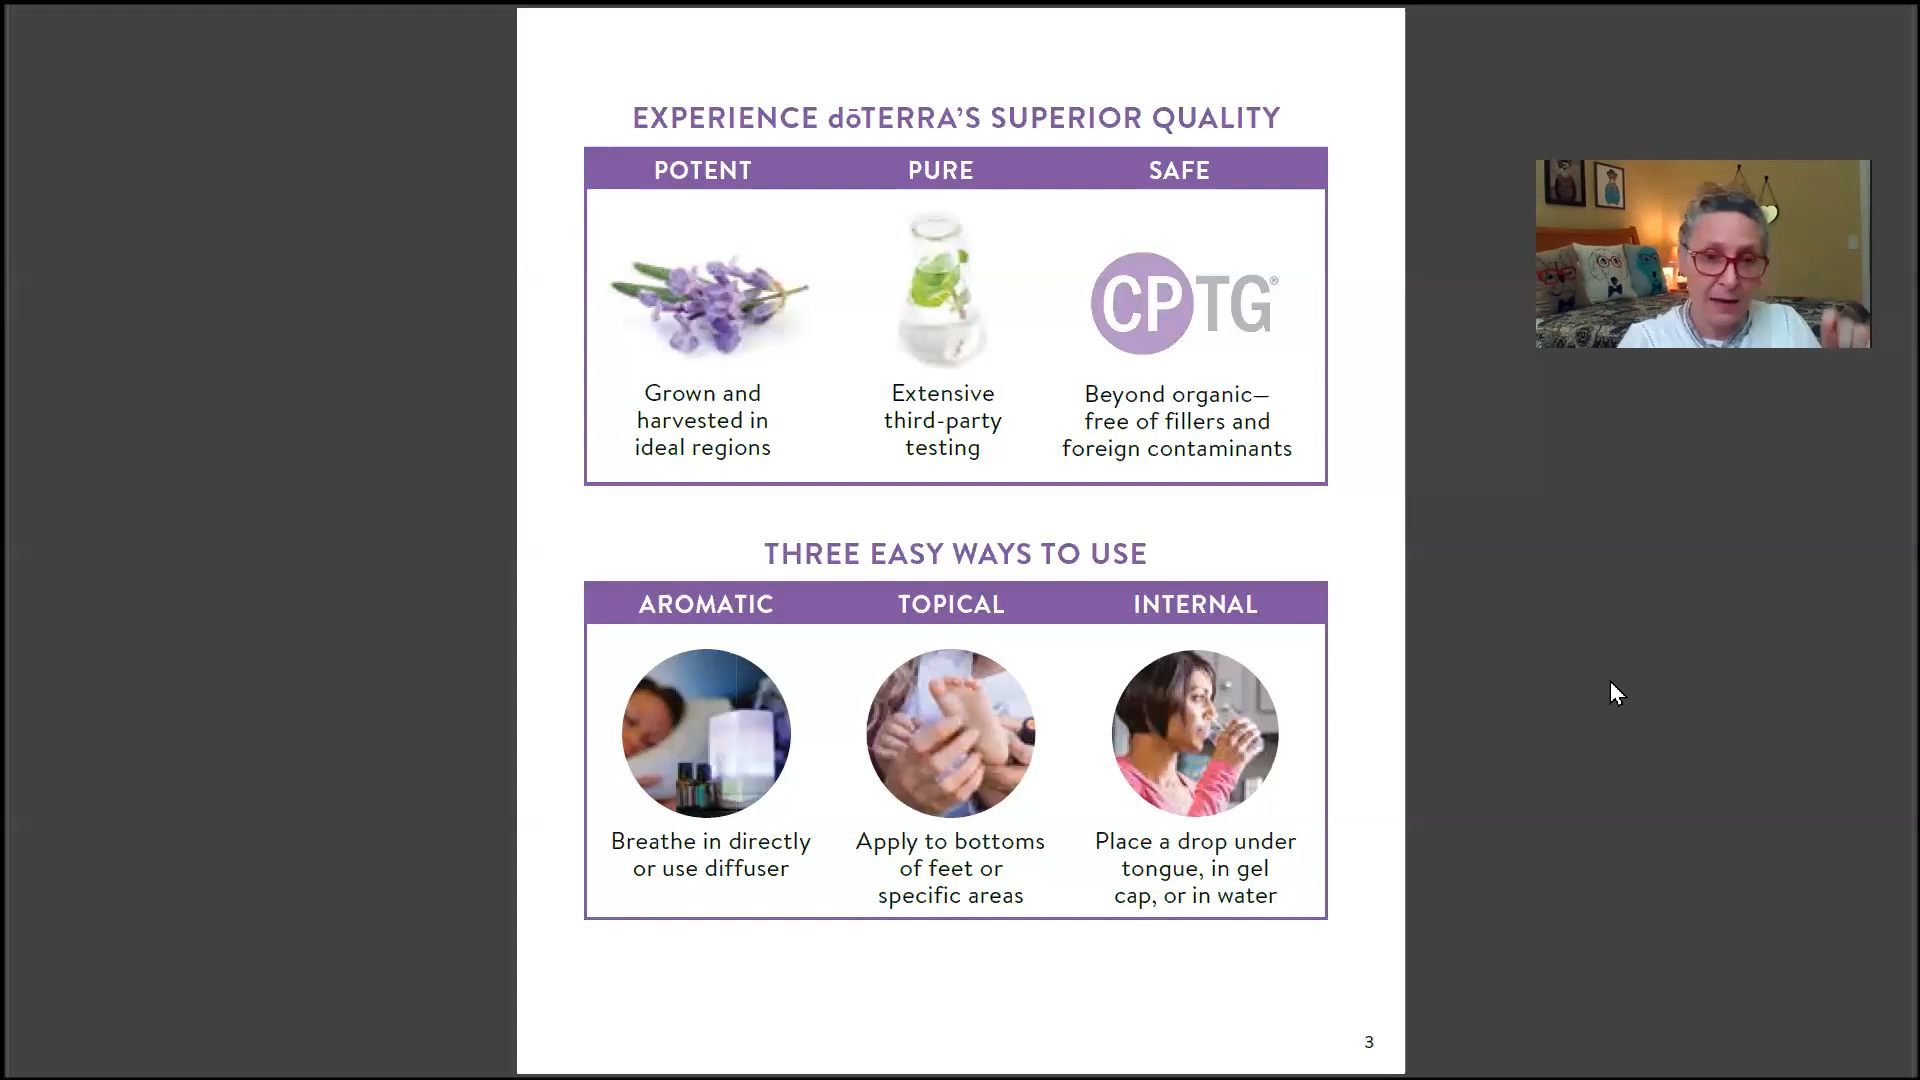 EXPERIENCE dōTERRA’S SUPERIOR QUALITY
POTENT
PURE
SAFE
CPTG®
Grown and
harvested in
ideal regions
Extensive
third-party
testing
Beyond organic—
free of fillers and
foreign contaminants
THREE EASY WAYS TO USE
AROMATIC
TOPICAL
INTERNAL
Breathe in directly
or use diffuser
Apply to bottoms
of feet or
specific areas
Place a drop under
tongue, in gel
cap, or in water
3